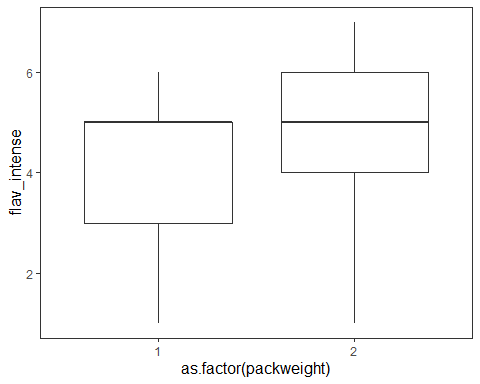 flav_intense
6
4
2
1 2
as.factor(packweight)